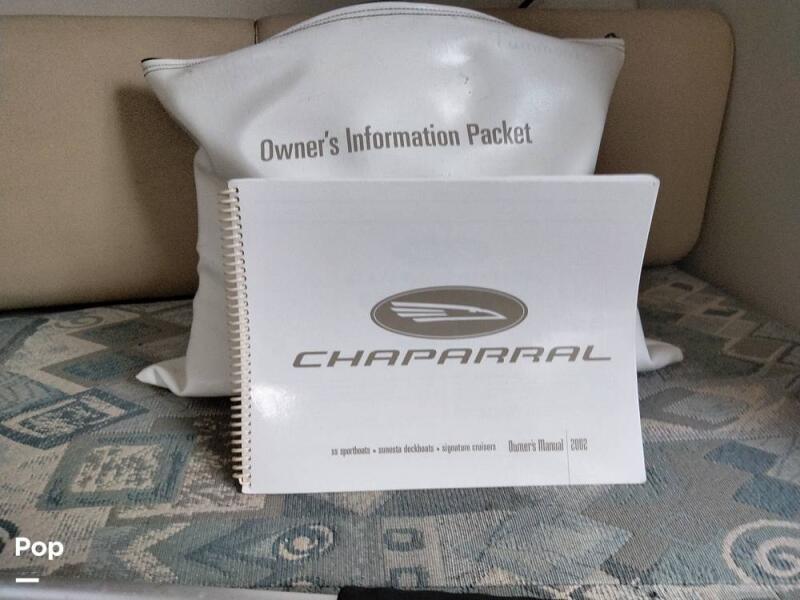 Owner's Information Packet
CHAPARRAL
ss sportboats • sunesta deckboats • signature cruisers Owner's Manual 2002
Pop